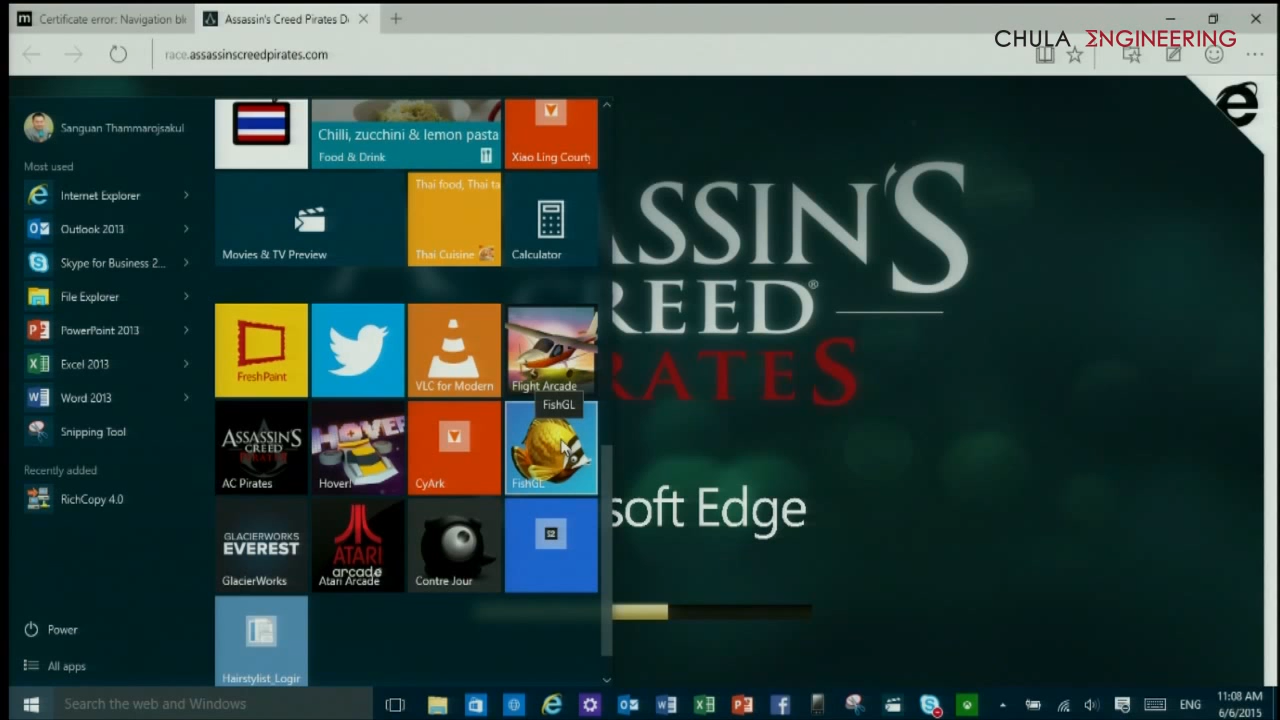 Certificate error: Navigation bl
Assassin's Creed Pirates D
CHULA ΣNGINEERING
race.assassinscreedpirates.com
Sanguan Thammarojsakul
Most used
Internet Explorer
Outlook 2013
Skype for Business 2...
File Explorer
PowerPoint 2013
Excel 2013
Word 2013
Snipping Tool
Recently added
RichCopy 4.0
Power
All apps
Chilli, zucchini & lemon pasta
Food & Drink
Xiao Ling Courty
Movies & TV Preview
Thai food, Thai ta
Thai Cuisine
Calculator
FreshPaint
VLC for Modern
Flight Arcade
FishGL
ASSASSIN'S
CREED
PIRATES
AC Pirates
HOVER
Hover!
CyArk
FishGL
GLACIERWORKS
EVEREST
GlacierWorks
ATARI
arcade
Atari Arcade
Contre Jour
Hairstylist_Login
ASSIN'S
REED®
RATES
soft Edge
Search the web and Windows
ENG
11:08 AM
6/6/2015